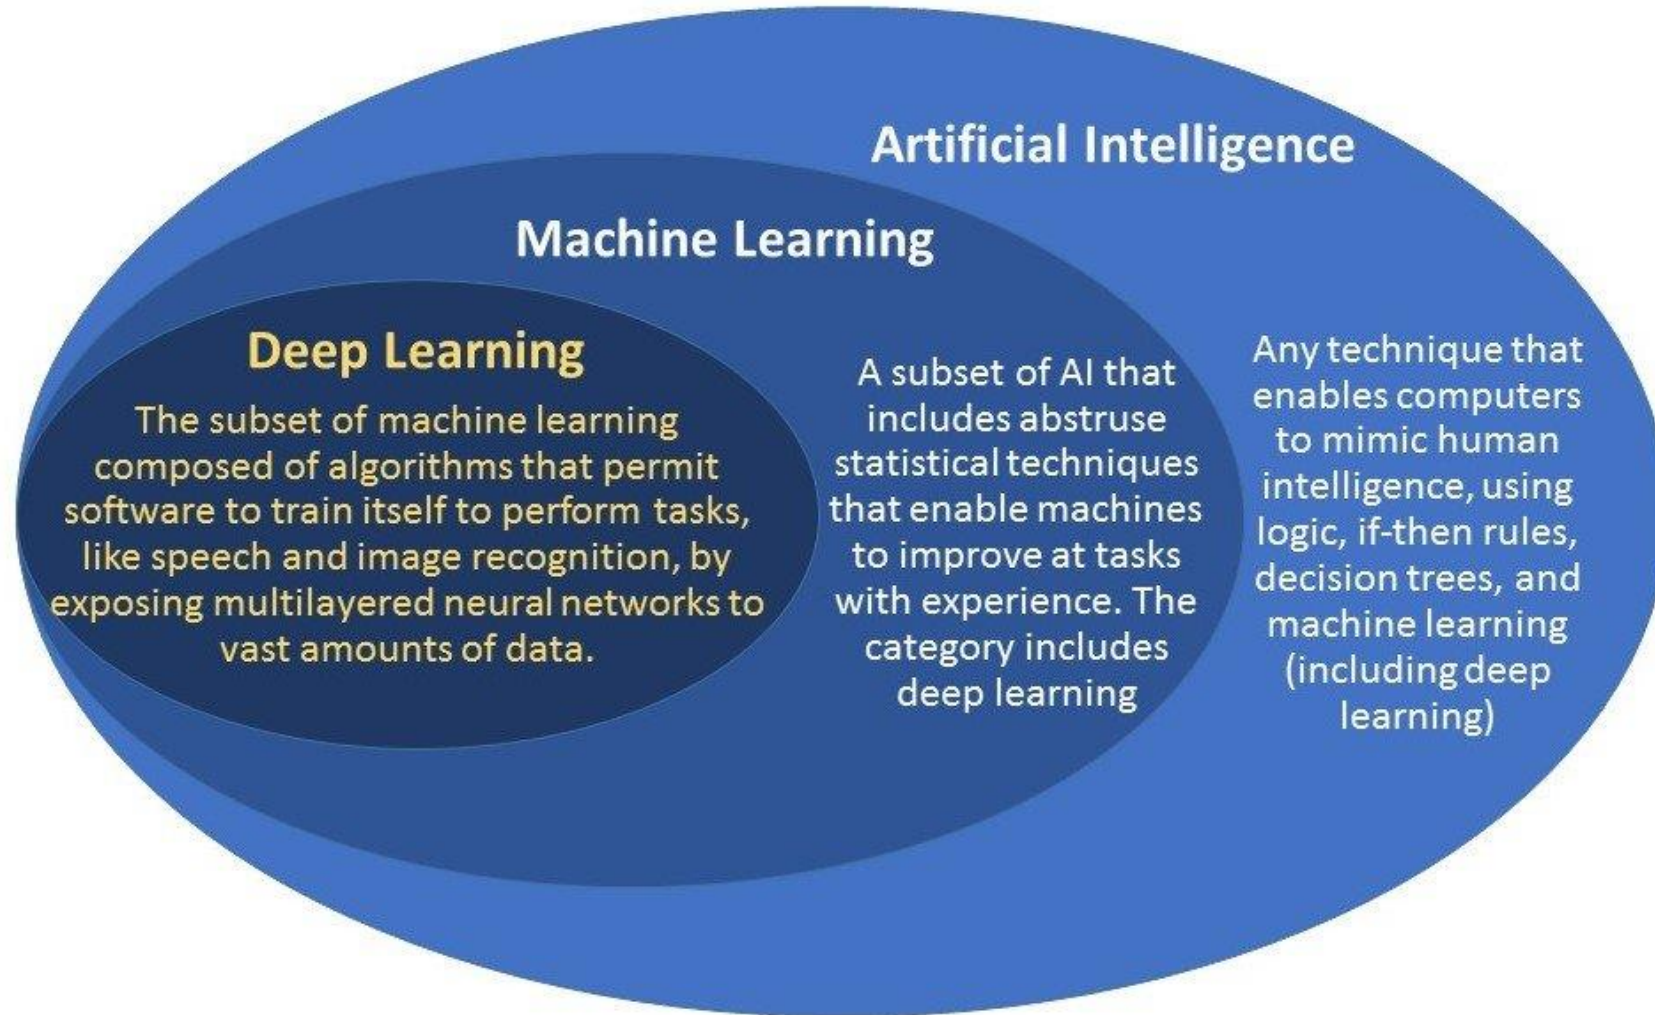 Artificial Intelligence
Machine Learning
Deep Learning
The subset of machine learning
composed of algorithms that permit
software to train itself to perform tasks,
like speech and image recognition, by
exposing multilayered neural networks to
vast amounts of data.
A subset of AI that
includes abstruse
statistical techniques
that enable machines
to improve at tasks
with experience. The
category includes
deep learning
Any technique that
enables computers
to mimic human
intelligence, using
logic, if-then rules,
decision trees, and
machine learning
(including deep
learning)